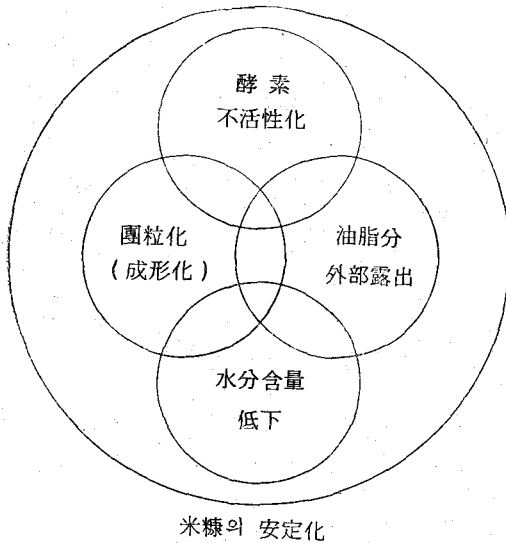 酵素
不活性化
團粒化
(成形化)
油脂分
外部露出
水分含量
低下
米糠의 安定化